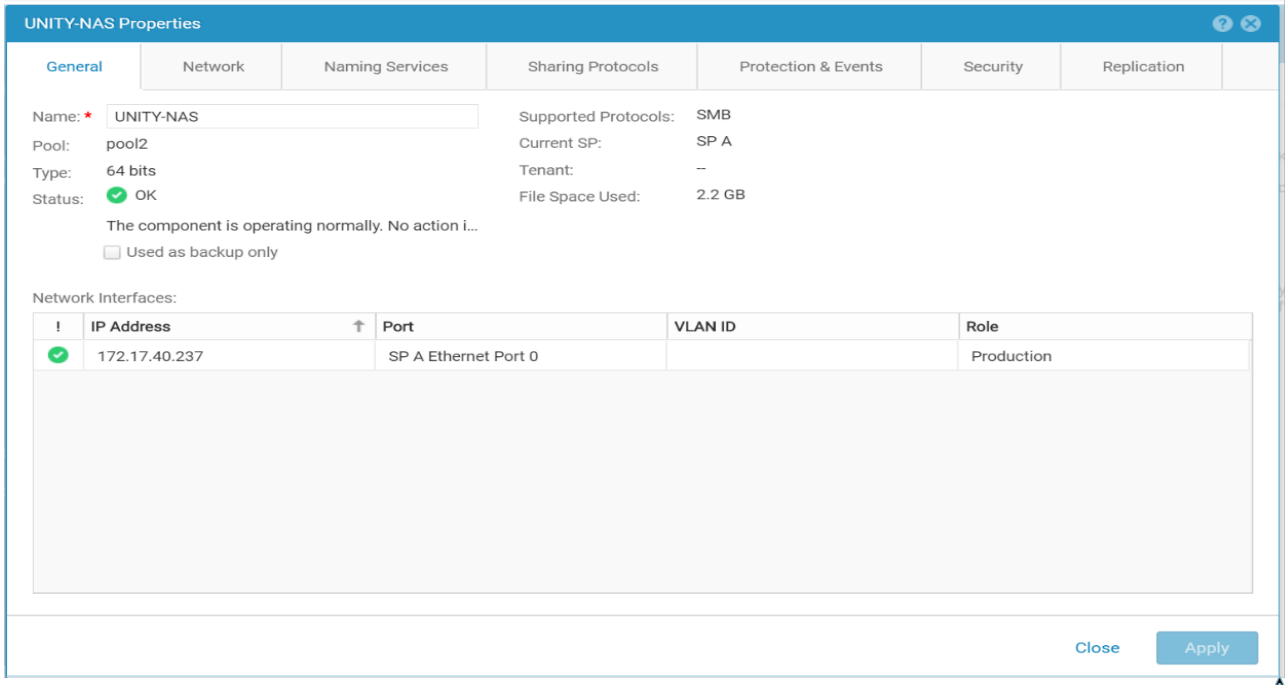 UNITY-NAS Properties
General Network Naming Services Sharing Protocols Protection & Events Security Replication
Name: * UNITY-NAS Supported Protocols: SMB
Pool: pool2 Current SP: SP A
Type: 64 bits Tenant: --
Status: OK File Space Used: 2.2 GB
The component is operating normally. No action i...
Used as backup only
Network Interfaces:
! IP Address Port VLAN ID Role
172.17.40.237 SP A Ethernet Port 0 Production
Close Apply